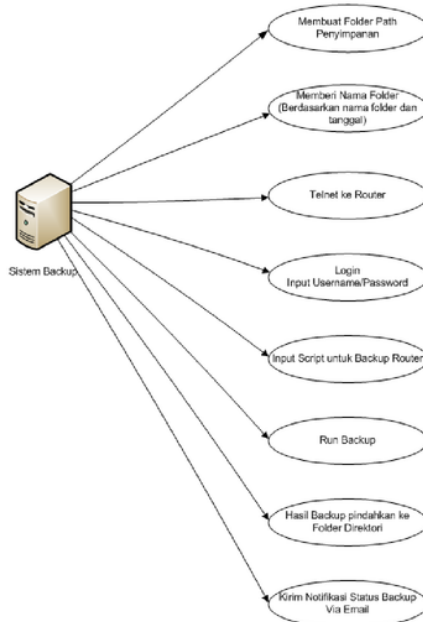 Membuat Folder Path
Penyimpanan
Memberi Nama Folder
(Berdasarkan nama folder dan
tanggal)
Telnet ke Router
Sistem Backup
Login
Input Username/Password
Input Script untuk Backup Router
Run Backup
Hasil Backup pindahkan ke
Folder Direktori
Kirim Notifikasi Status Backup
Via Email